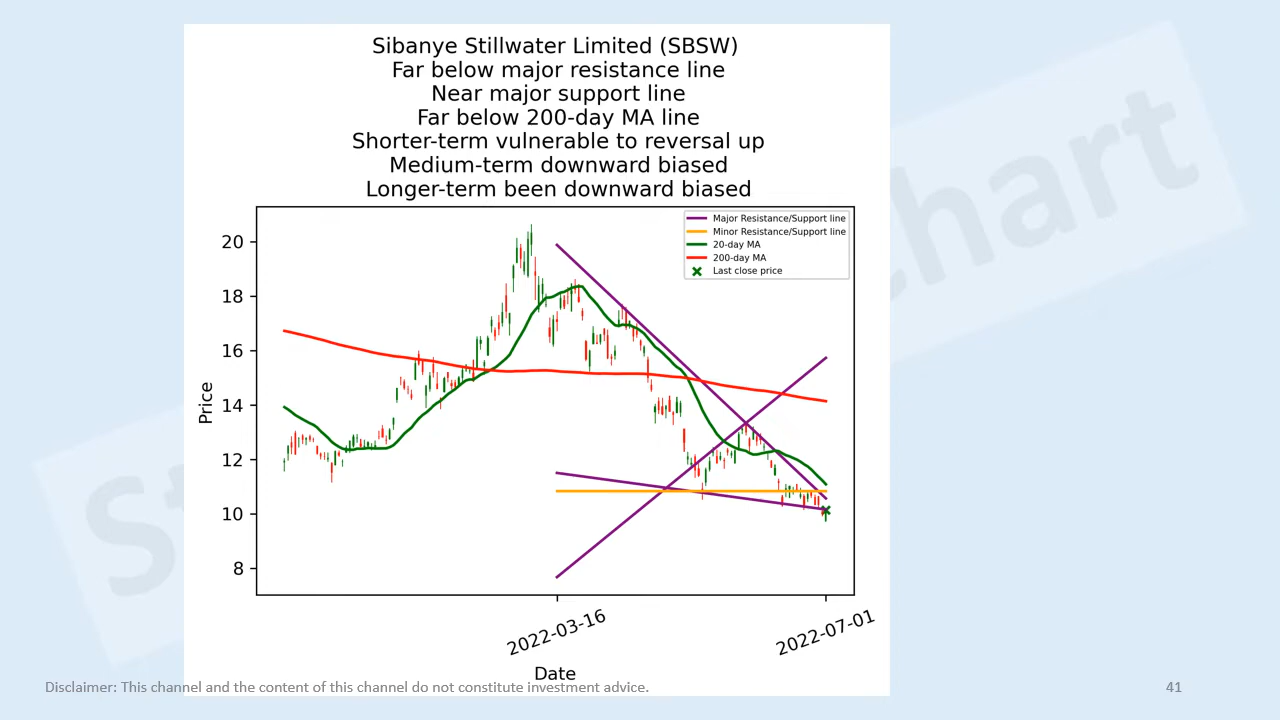 Sibanye Stillwater Limited (SBSW)
Far below major resistance line
Near major support line
Far below 200-day MA line
Shorter-term vulnerable to reversal up
Medium-term downward biased
Longer-term been downward biased
Major Resistance/Support line
Minor Resistance/Support line
20-day MA
200-day MA
Last close price
20
18
16
14
12
10
8
Price
2022-03-16
2022-07-01
Date
Disclaimer: This channel and the content of this channel do not constitute investment advice.
41